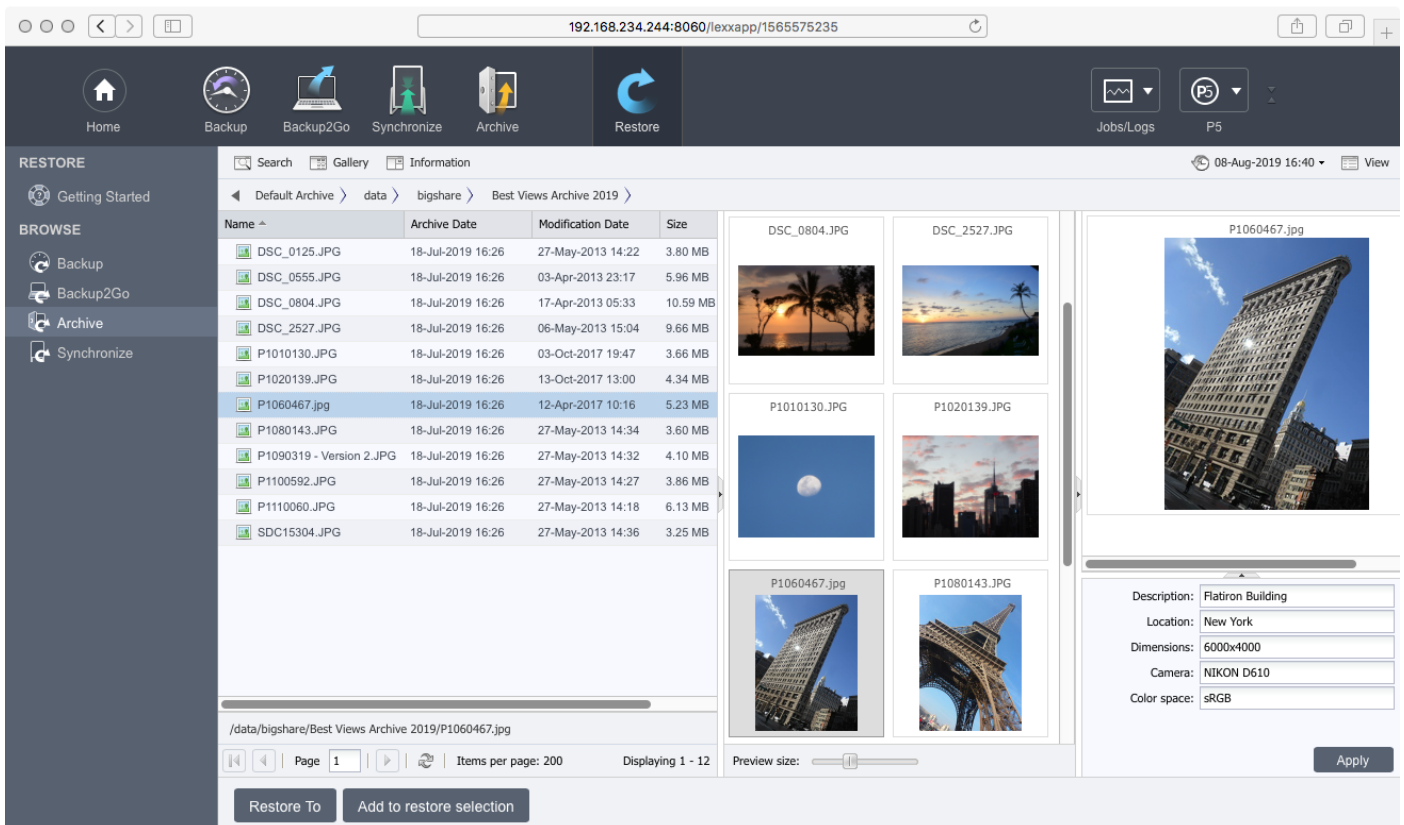 192.168.234.244:8060/lexxapp/1565575235
Home
Backup
Backup2Go
Synchronize
Archive
Restore
Jobs/Logs
P5
P5
RESTORE
Getting Started
BROWSE
Backup
Backup2Go
Archive
Synchronize
Search Gallery Information
08-Aug-2019 16:40 View
Default Archive data bigshare Best Views Archive 2019
Name Archive Date Modification Date Size
DSC_0125.JPG 18-Jul-2019 16:26 27-May-2013 14:22 3.80 MB
DSC_0555.JPG 18-Jul-2019 16:26 03-Apr-2013 23:17 5.96 MB
DSC_0804.JPG 18-Jul-2019 16:26 17-Apr-2013 05:33 10.59 MB
DSC_2527.JPG 18-Jul-2019 16:26 06-May-2013 15:04 9.66 MB
P1010130.JPG 18-Jul-2019 16:26 03-Oct-2017 19:47 3.66 MB
P1020139.JPG 18-Jul-2019 16:26 13-Oct-2017 13:00 4.34 MB
P1060467.jpg 18-Jul-2019 16:26 12-Apr-2017 10:16 5.23 MB
P1080143.JPG 18-Jul-2019 16:26 27-May-2013 14:34 3.60 MB
P1090319 - Version 2.JPG 18-Jul-2019 16:26 27-May-2013 14:32 4.10 MB
P1100592.JPG 18-Jul-2019 16:26 27-May-2013 14:27 3.86 MB
P1110060.JPG 18-Jul-2019 16:26 27-May-2013 14:18 6.13 MB
SDC15304.JPG 18-Jul-2019 16:26 27-May-2013 14:36 3.25 MB
/data/bigshare/Best Views Archive 2019/P1060467.jpg
Page 1 Items per page: 200 Displaying 1 - 12
DSC_0804.JPG DSC_2527.JPG
P1010130.JPG P1020139.JPG
P1060467.jpg P1080143.JPG
Preview size:
P1060467.jpg
Description: Flatiron Building
Location: New York
Dimensions: 6000x4000
Camera: NIKON D610
Color space: sRGB
Apply
Restore To Add to restore selection